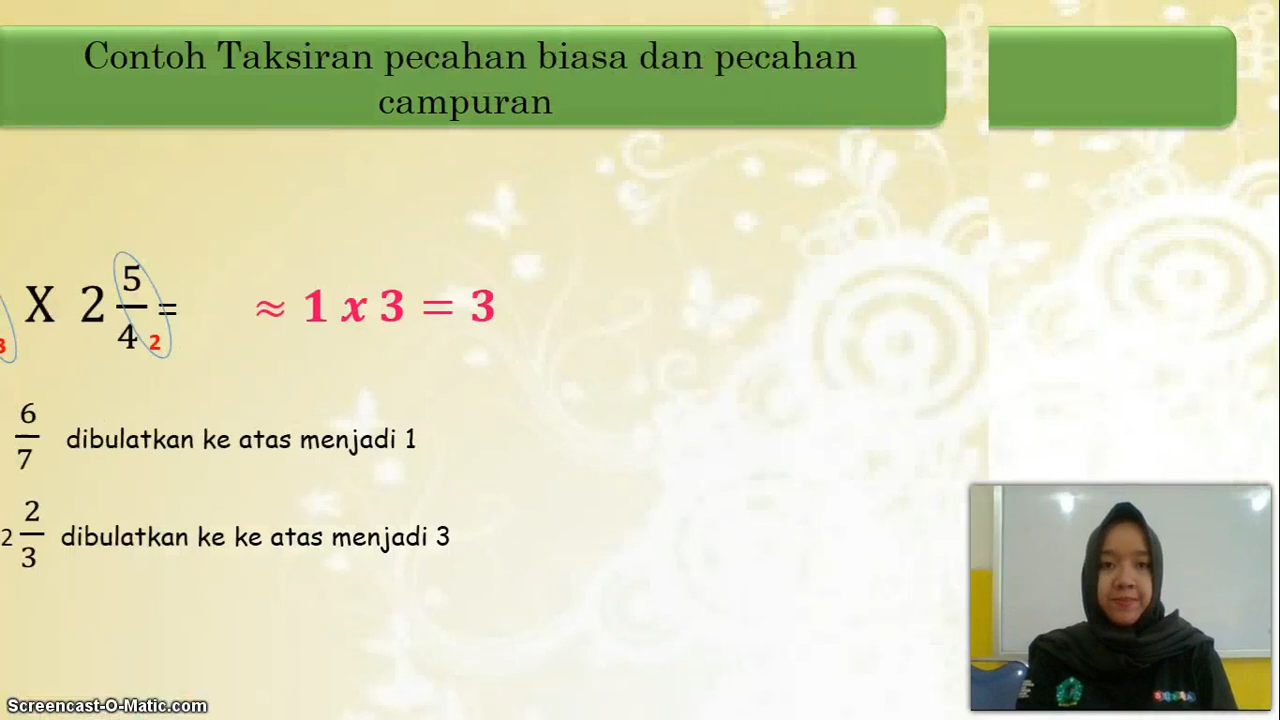 Contoh Taksiran pecahan biasa dan pecahan
campuran
3 X 2 5/4 2 = ≈ 1 x 3 = 3
6/7 dibulatkan ke atas menjadi 1
2 2/3 dibulatkan ke ke atas menjadi 3
Screencast-O-Matic.com